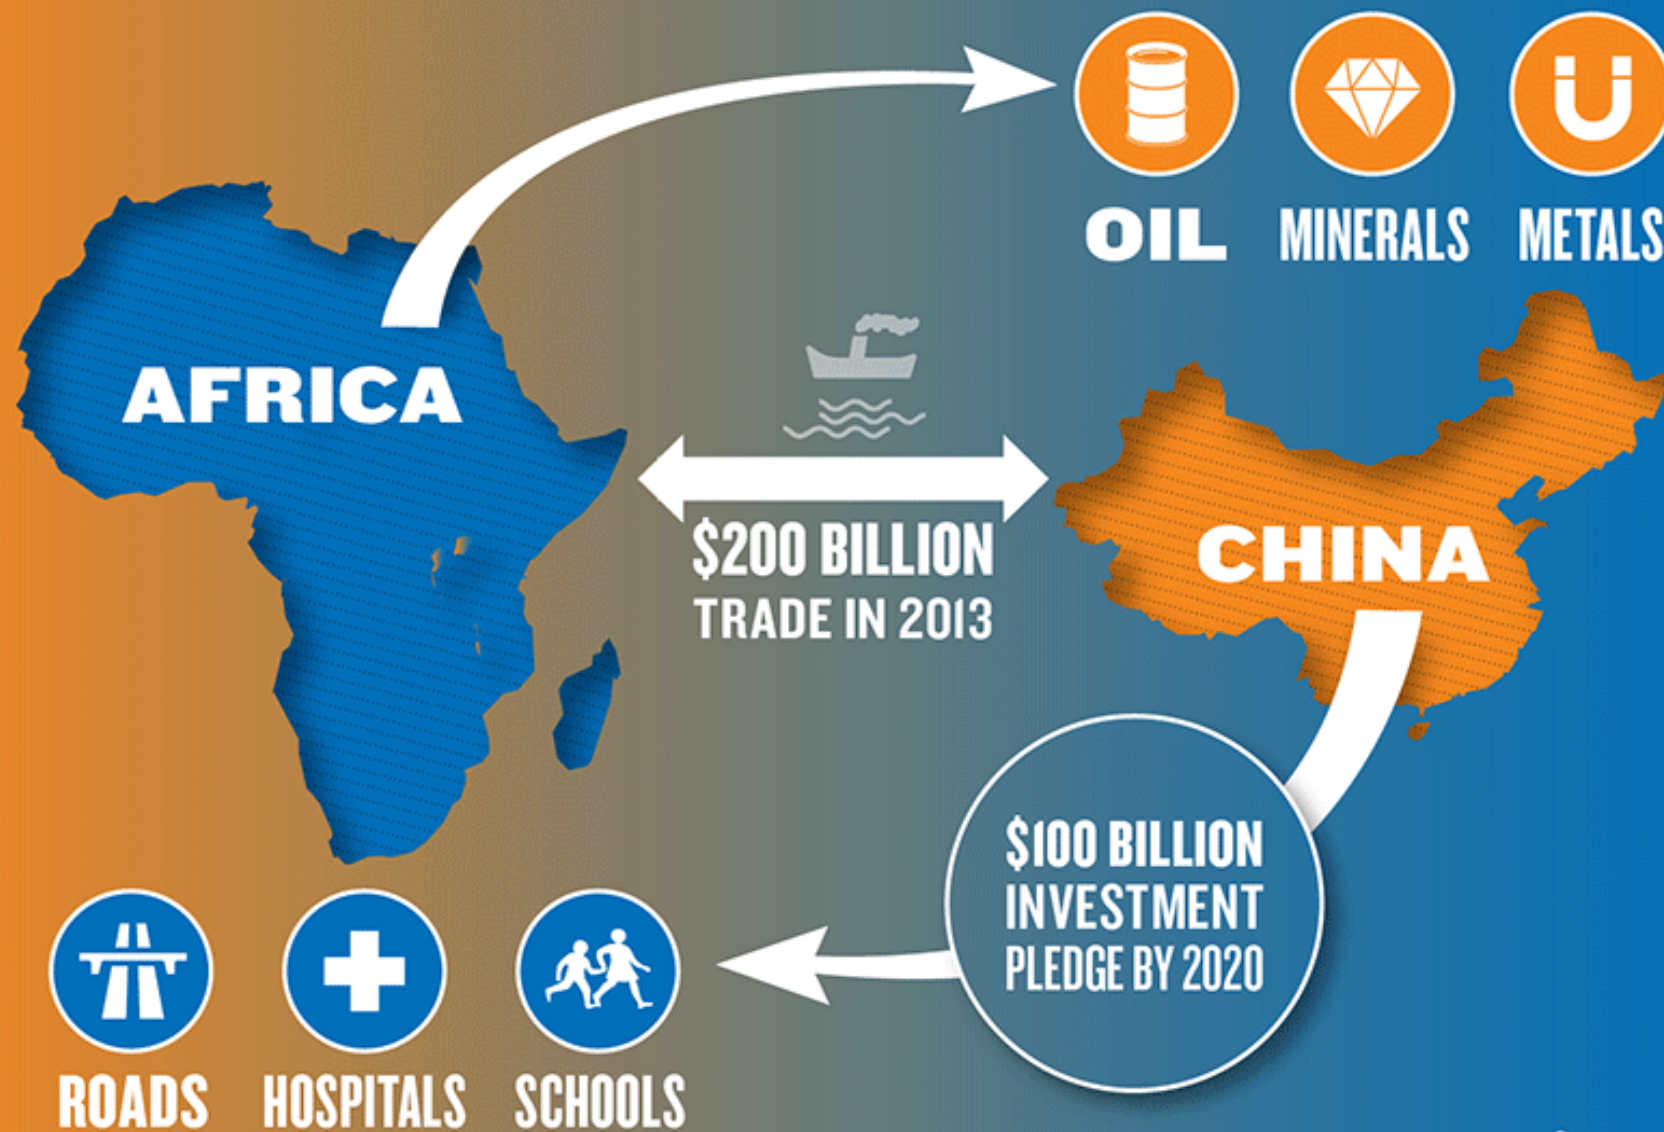 OIL
MINERALS
METALS
AFRICA
$200 BILLION
TRADE IN 2013
CHINA
$100 BILLION
INVESTMENT
PLEDGE BY 2020
ROADS
HOSPITALS
SCHOOLS